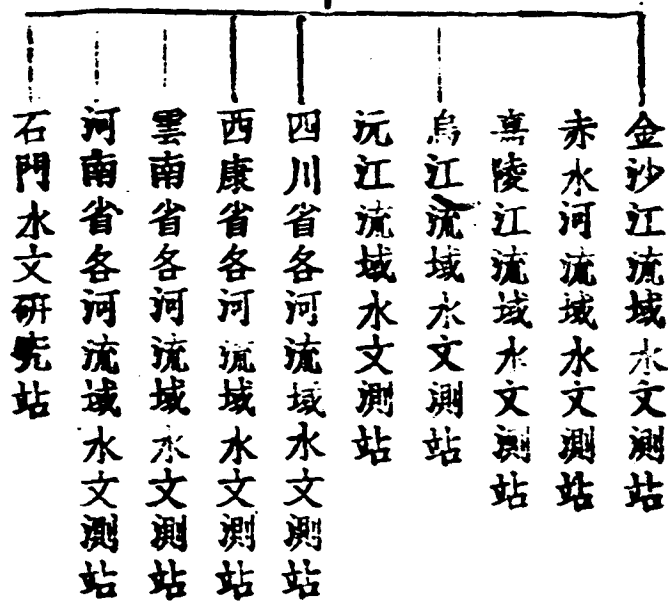 金沙江流域水文測站
赤水河流域水文測站
嘉陵江流域水文測站
烏江流域水文測站
沅江流域水文測站
四川省各河流域水文測站
西康省各河流域水文測站
雲南省各河流域水文測站
河南省各河流域水文測站
石門水文研究站